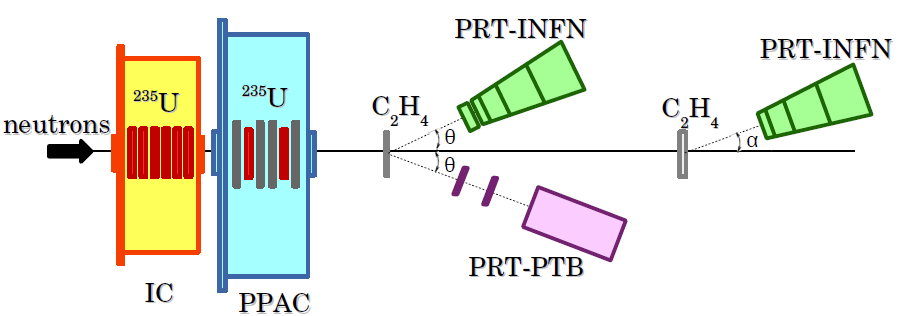 PRT-INFN
PRT-INFN
²³⁵U
²³⁵U
C₂H₄
C₂H₄
neutrons
θ
θ
α
PRT-PTB
IC
PPAC